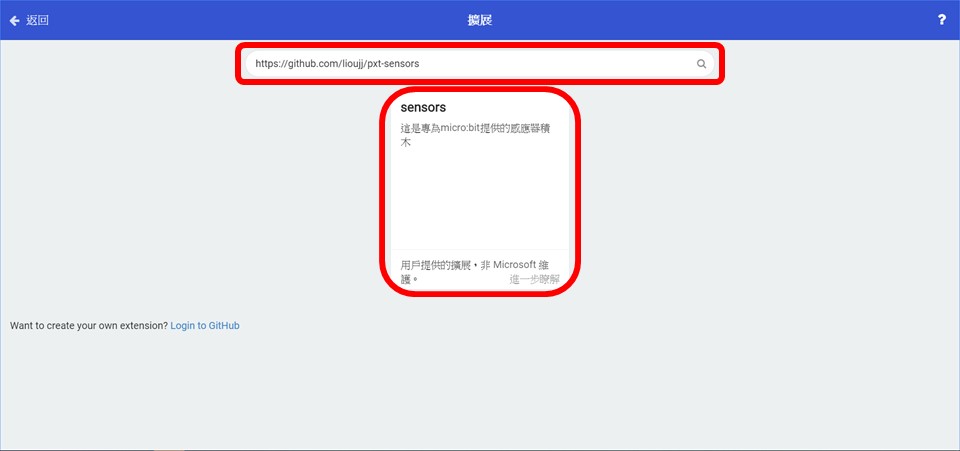 返回
擴展
?
https://github.com/lioujj/pxt-sensors
sensors
這是專為micro:bit提供的感應器積
木
用戶提供的擴展，非 Microsoft 維
護。
進一步瞭解
Want to create your own extension? Login to GitHub